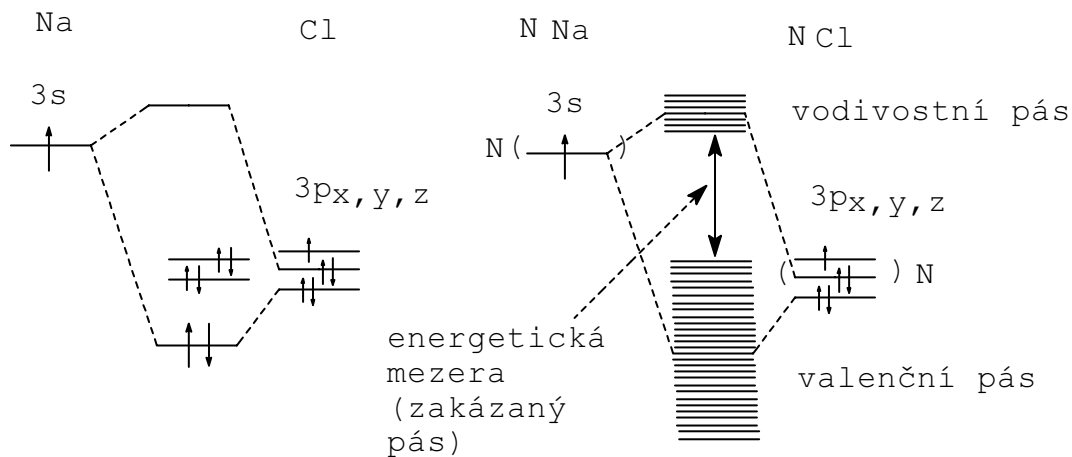 Na Cl N Na N Cl
3s 3s vodivostní pás
N( )
3px,y,z 3px,y,z
( )N
energetická
mezera
(zakázaný
pás)
valenční pás